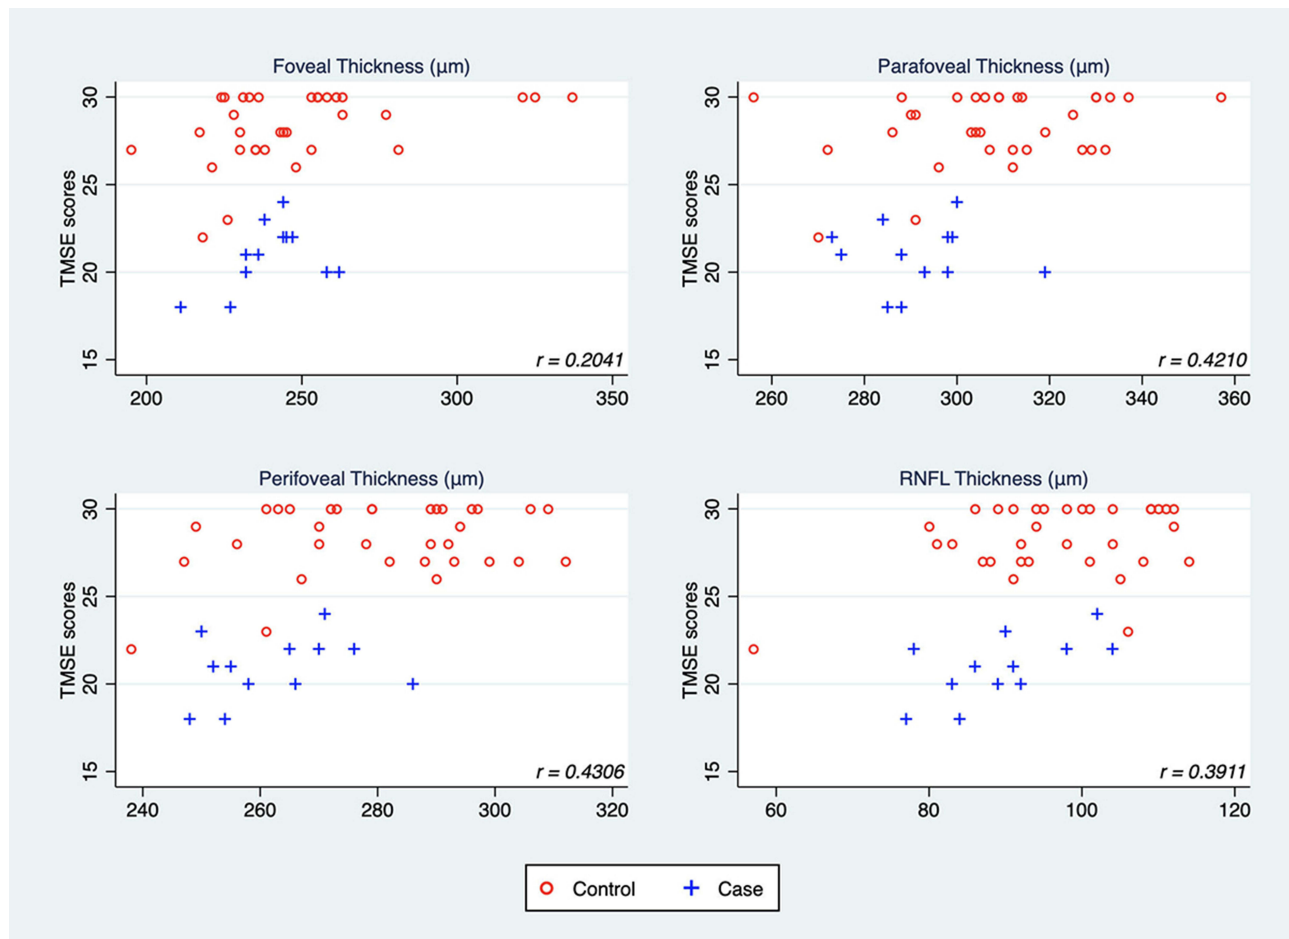 Foveal Thickness (µm)
Parafoveal Thickness (µm)
TMSE scores
30
25
20
15
r = 0.2041
200 250 300 350
TMSE scores
30
25
20
15
r = 0.4210
260 280 300 320 340 360
Perifoveal Thickness (µm)
RNFL Thickness (µm)
TMSE scores
30
25
20
15
r = 0.4306
240 260 280 300 320
TMSE scores
30
25
20
15
r = 0.3911
60 80 100 120
Control Case